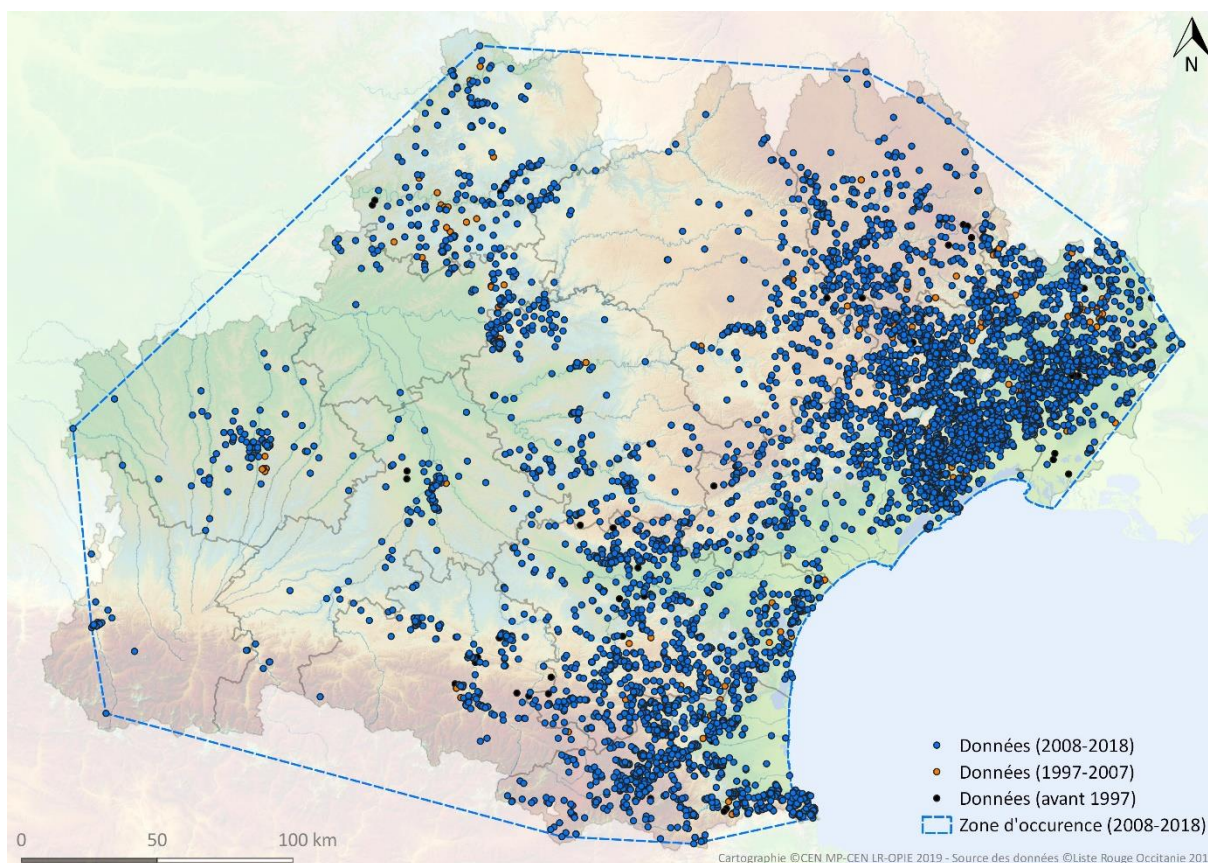 N
Données (2008-2018)
Données (1997-2007)
Données (avant 1997)
Zone d'occurence (2008-2018)
0 50 100 km
Cartographie ©CEN MP-CEN LR-OPIE 2019 - Source des données ©Liste Rouge Occitanie 201